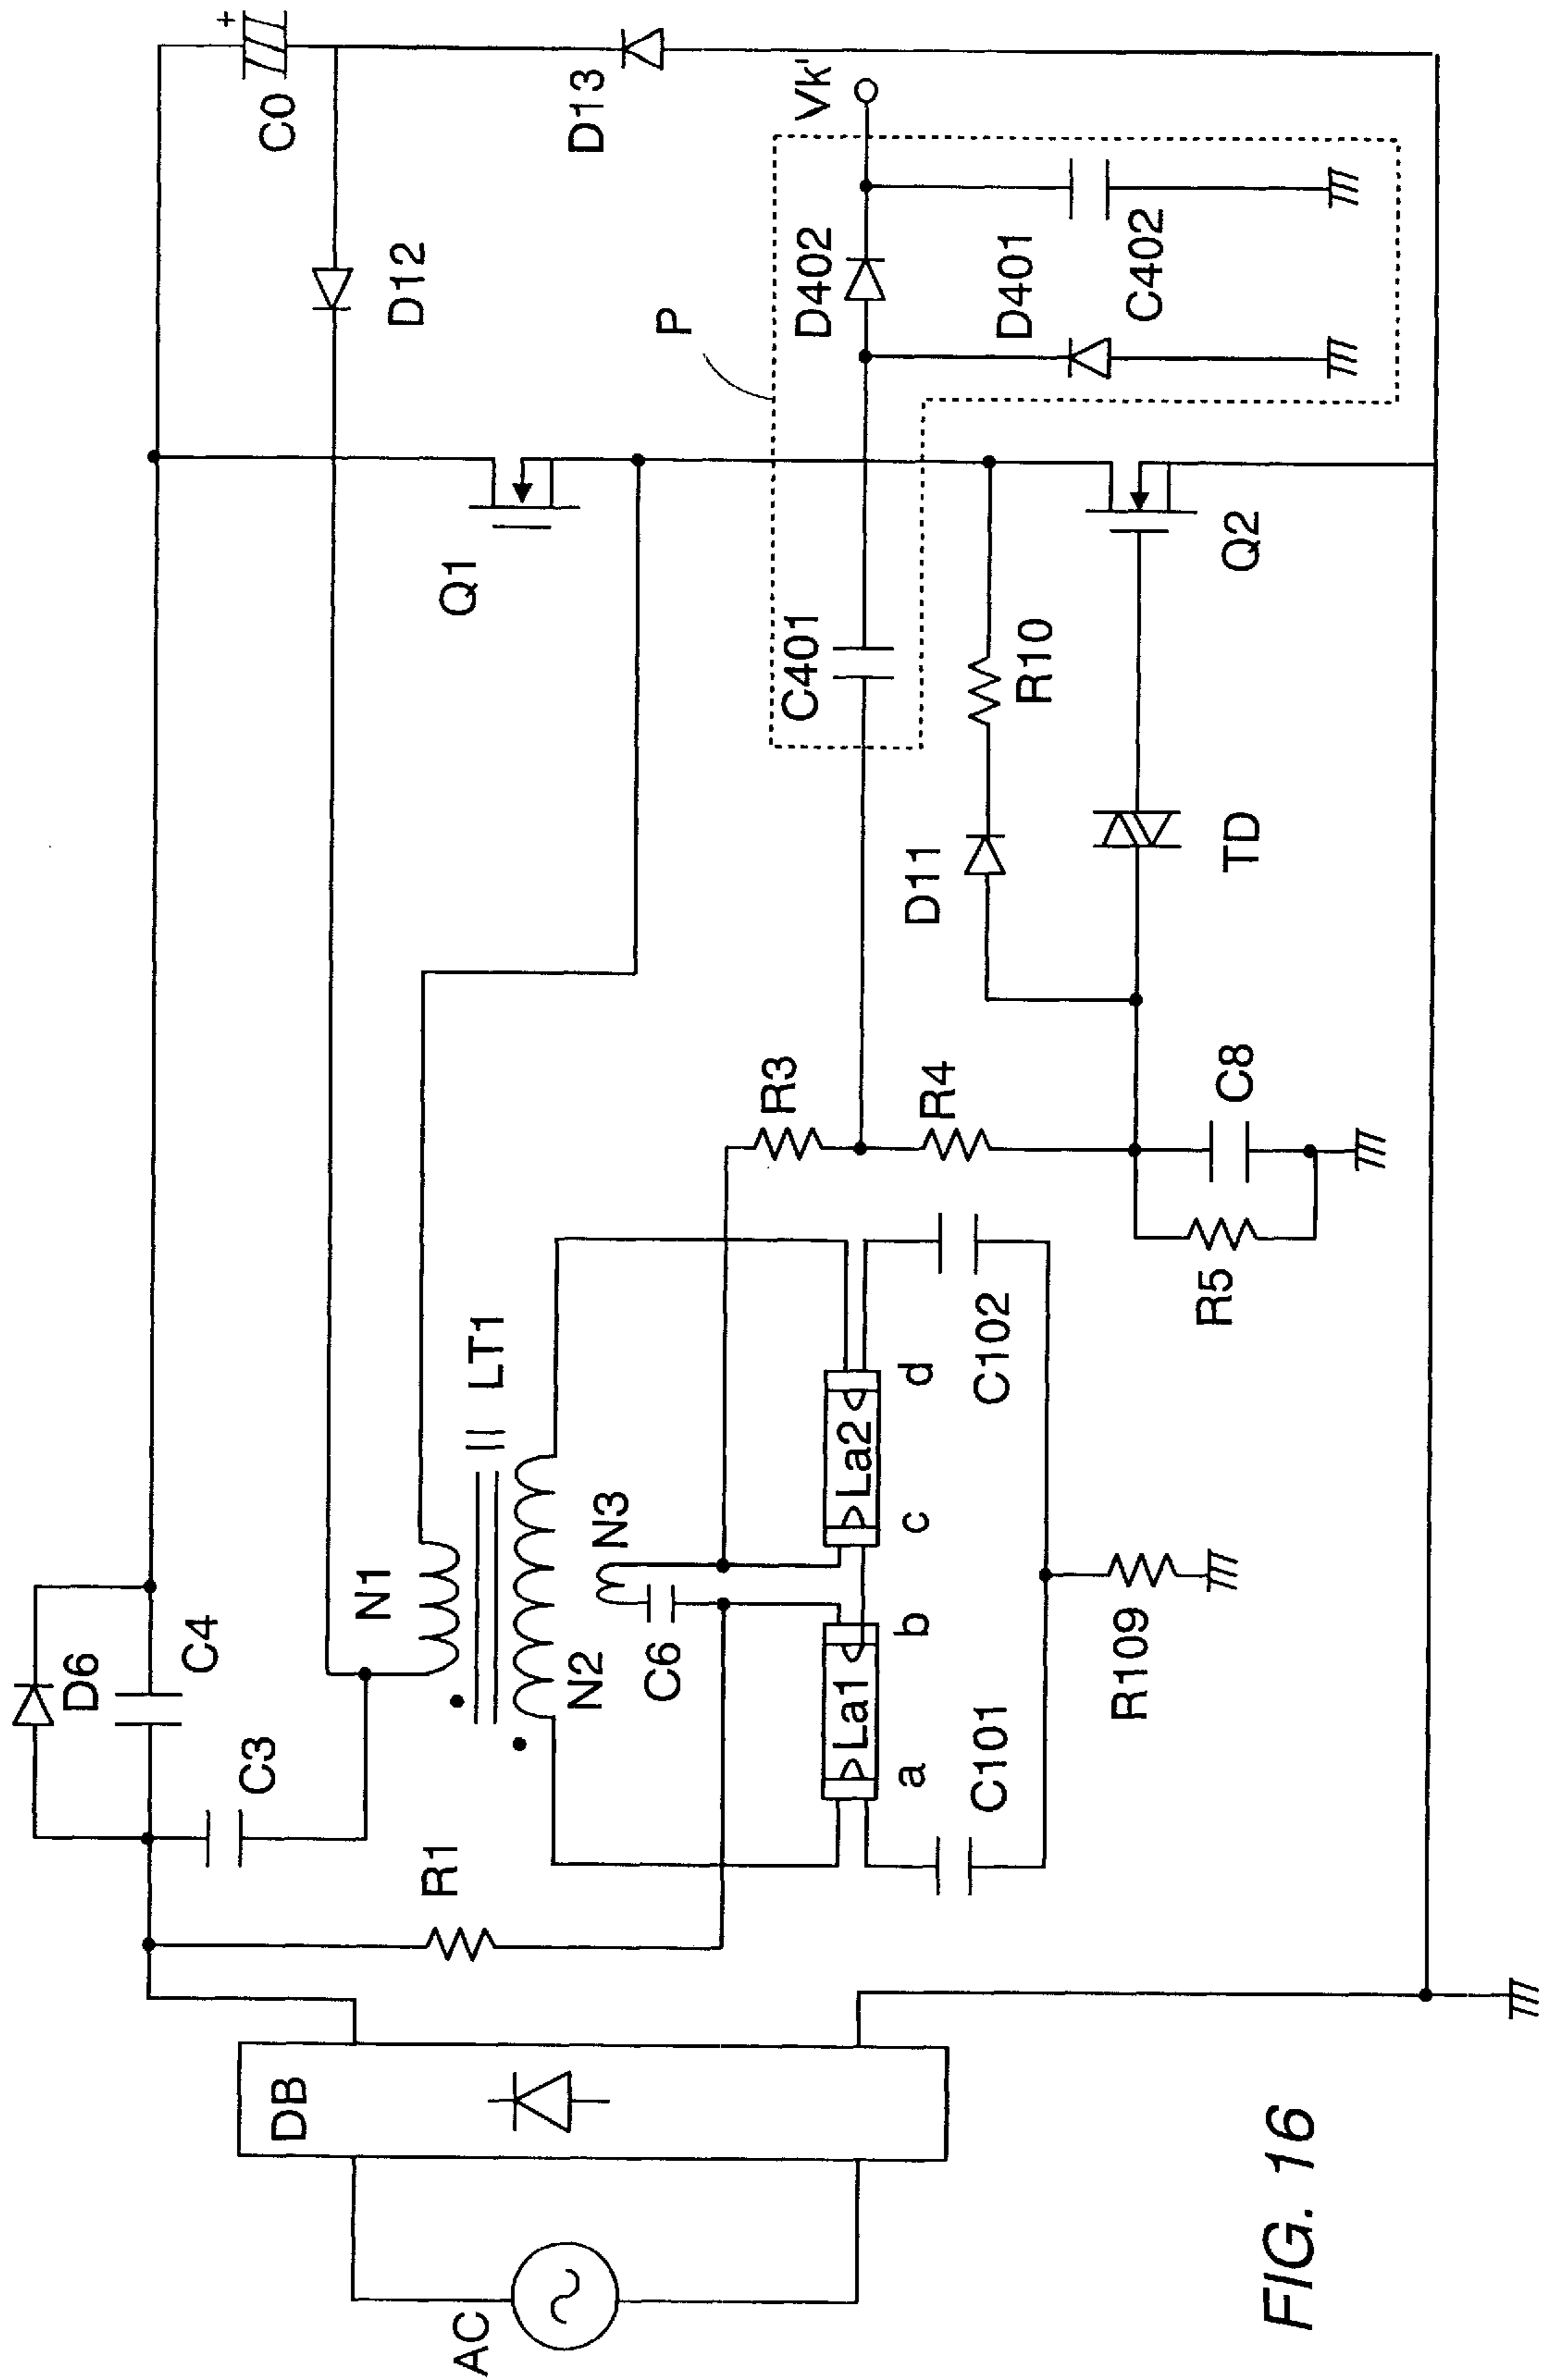 AC
DB
D6
C4
C3
R1
N1
LT1
N2
N3
C6
La1
La2
a
b
c
d
C101
C102
R109
R3
R4
R5
C8
D11
R10
TD
C401
Q1
Q2
P
D12
D402
D401
C402
Vk'
C0
+
D13
FIG. 16